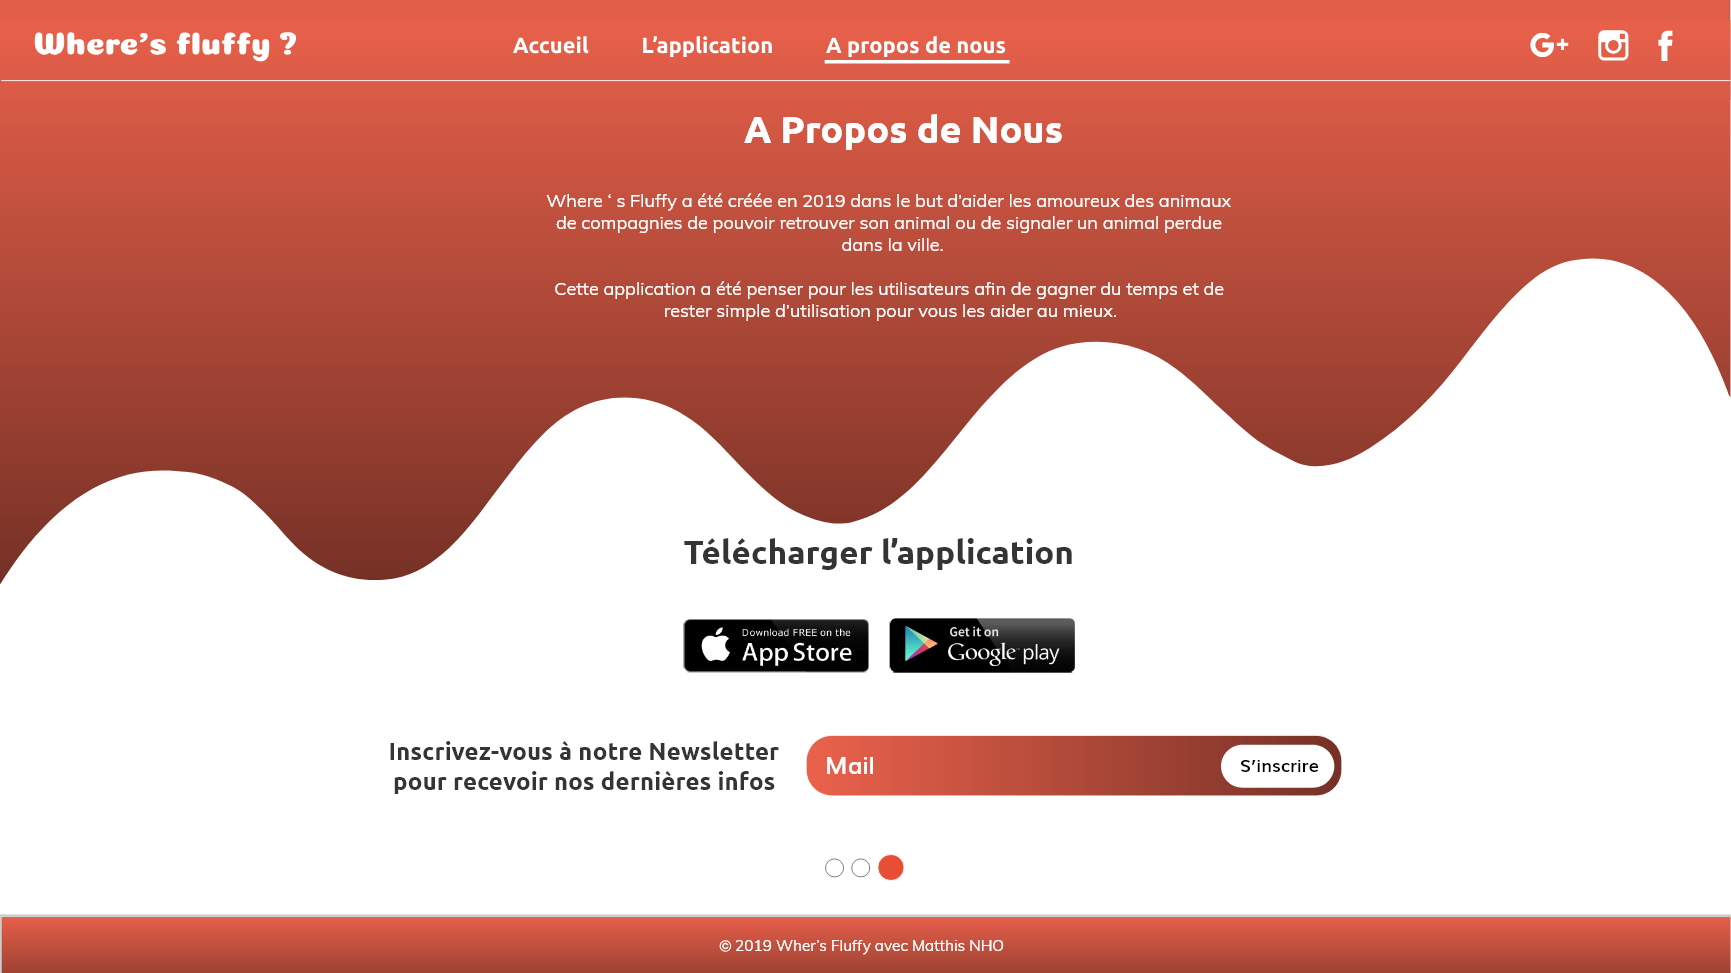 Where's fluffy ?
Accueil
L'application
A propos de nous
A Propos de Nous
Where ‘ s Fluffy a été créée en 2019 dans le but d'aider les amoureux des animaux
de compagnies de pouvoir retrouver son animal ou de signaler un animal perdue
dans la ville.
Cette application a été penser pour les utilisateurs afin de gagner du temps et de
rester simple d'utilisation pour vous les aider au mieux.
Télécharger l'application
Download FREE on the
App Store
Get it on
Google play
Inscrivez-vous à notre Newsletter
pour recevoir nos dernières infos
Mail
S'inscrire
© 2019 Wher's Fluffy avec Matthis NHO